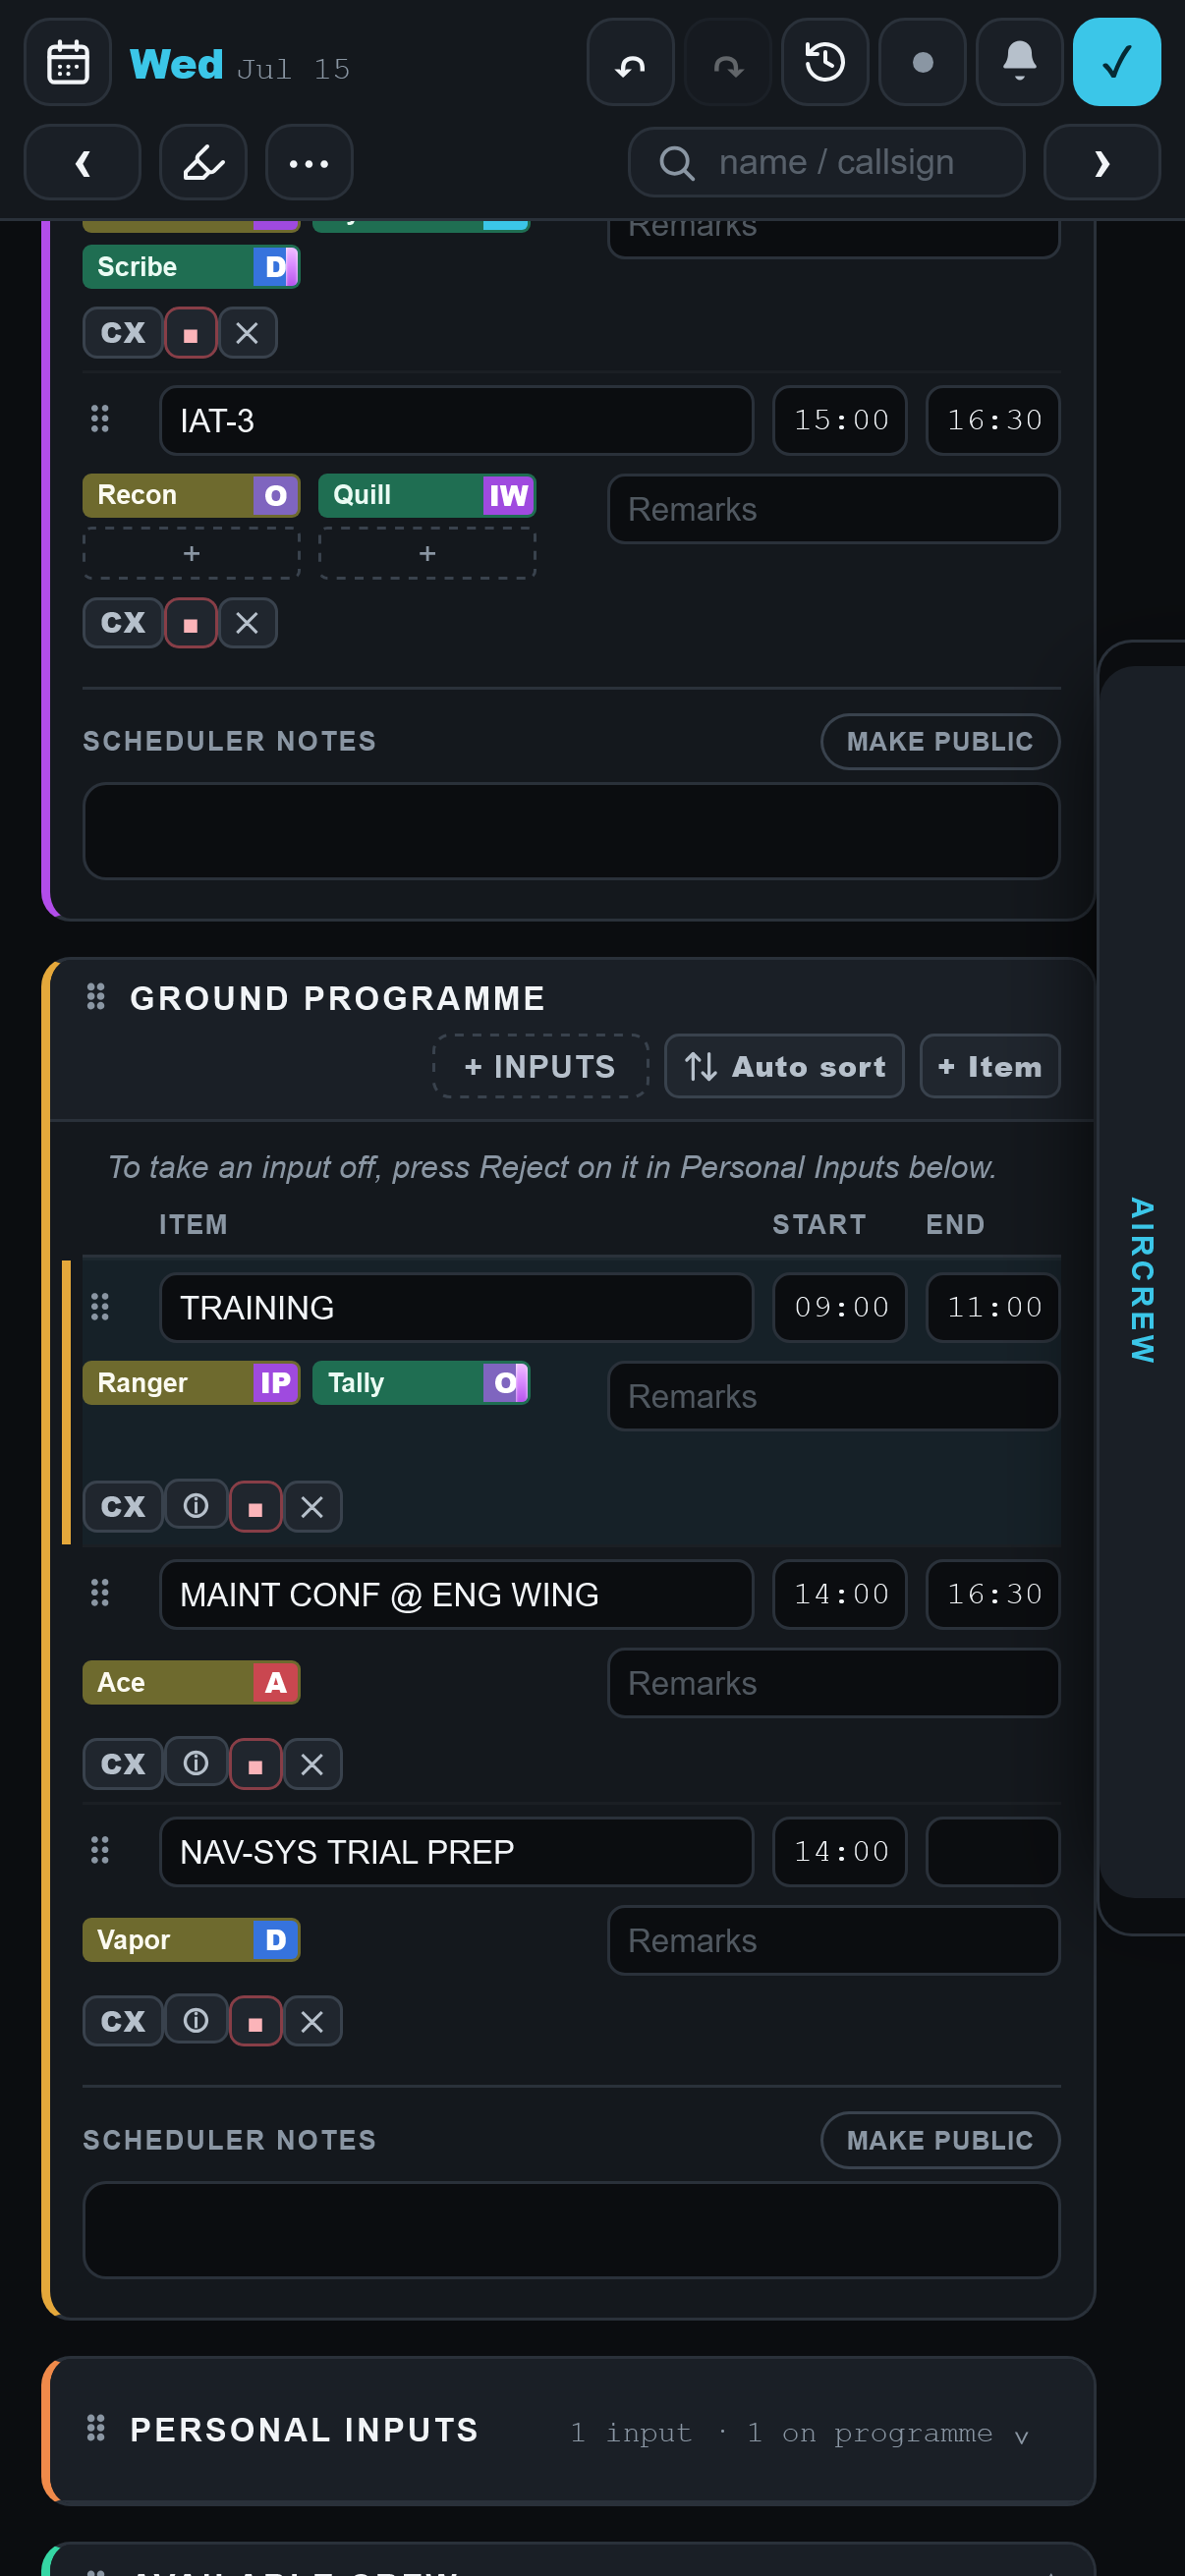 Wed Jul 15
name / callsign
Remarks
Scribe D
CX
IAT-3 15:00 16:30
Recon O Quill IW Remarks
+ +
CX
SCHEDULER NOTES MAKE PUBLIC
GROUND PROGRAMME
+ INPUTS Auto sort + Item
To take an input off, press Reject on it in Personal Inputs below.
ITEM START END
TRAINING 09:00 11:00
Ranger IP Tally O Remarks
CX
MAINT CONF @ ENG WING 14:00 16:30
Ace A Remarks
CX
NAV-SYS TRIAL PREP 14:00
Vapor D Remarks
CX
SCHEDULER NOTES MAKE PUBLIC
PERSONAL INPUTS 1 input · 1 on programme
AIRCREW